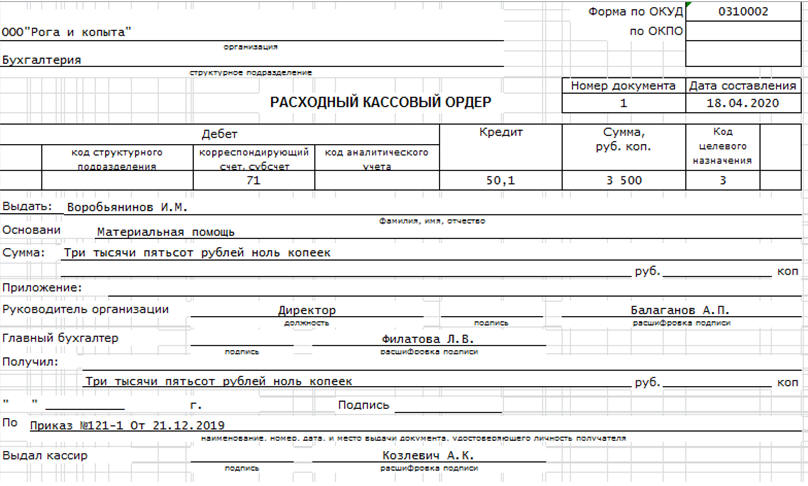 Форма по ОКУД 0310002
ООО"Рога и копыта" по ОКПО
организация
Бухгалтерия
структурное подразделение
Номер документа Дата составления
РАСХОДНЫЙ КАССОВЫЙ ОРДЕР 1 18.04.2020
Дебет Кредит Сумма, руб. коп. Код целевого назначения
код структурного подразделения корреспондирующий счет, субсчет код аналитического учета
71 50,1 3 500 3
Выдать: Воробьянинов И.М.
фамилия, имя, отчество
Основани Материальная помощь
Сумма: Три тысячи пятьсот рублей ноль копеек
руб. коп
Приложение:
Руководитель организации Директор Балаганов А.П.
должность подпись расшифровка подписи
Главный бухгалтер Филатова Л.В.
подпись расшифровка подписи
Получил:
Три тысячи пятьсот рублей ноль копеек руб. коп
" " г. Подпись
По Приказ №121-1 От 21.12.2019
наименование, номер, дата, и место выдачи документа, удостоверяющего личность получателя
Выдал кассир Козлевич А.К.
подпись расшифровка подписи